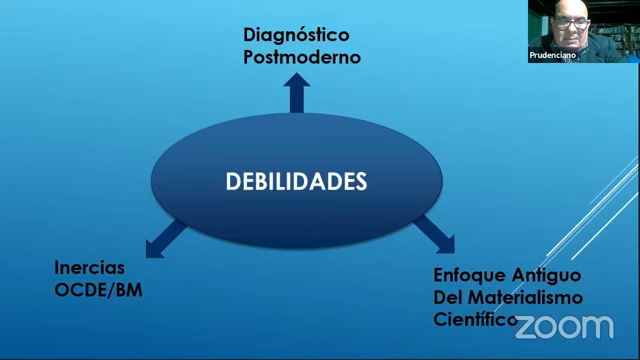 Diagnóstico
Postmoderno
Prudenciano
DEBILIDADES
Inercias
OCDE/BM
Enfoque Antiguo
Del Materialismo
Científico
zoom